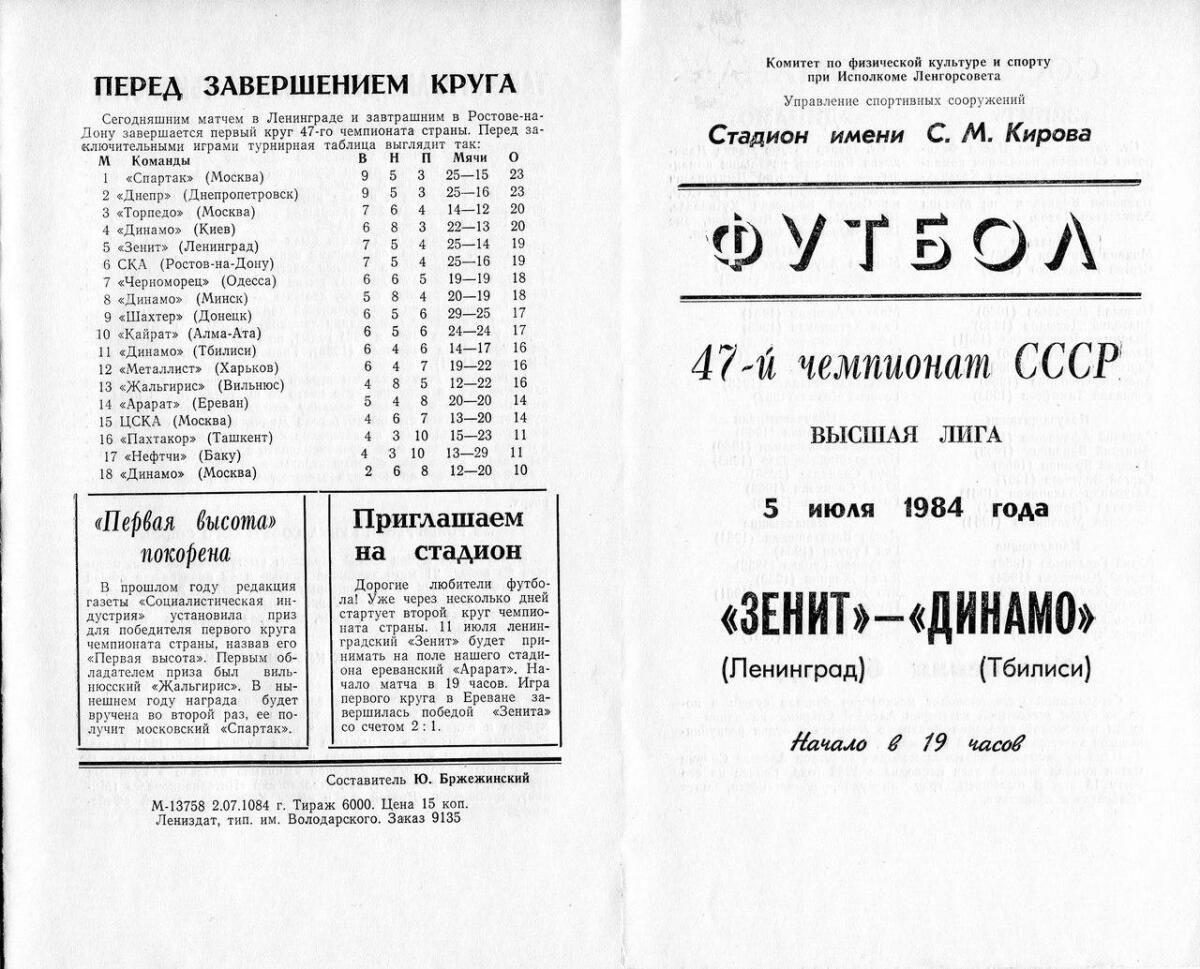 ПЕРЕД ЗАВЕРШЕНИЕМ КРУГА
Сегодняшним матчем в Ленинграде и завтрашним в Ростове-на-
Дону завершается первый круг 47-го чемпионата страны. Перед за-
ключительными играми турнирная таблица выглядит так:
М Команды В Н П Мячи О
1 «Спартак» (Москва) 9 5 3 25—15 23
2 «Днепр» (Днепропетровск) 9 5 3 25—16 23
3 «Торпедо» (Москва) 7 6 4 14—12 20
4 «Динамо» (Киев) 6 8 3 22—13 20
5 «Зенит» (Ленинград) 7 5 4 25—14 19
6 СКА (Ростов-на-Дону) 7 5 4 25—16 19
7 «Черноморец» (Одесса) 6 6 5 19—19 18
8 «Динамо» (Минск) 5 8 4 20—19 18
9 «Шахтер» (Донецк) 6 5 6 29—25 17
10 «Кайрат» (Алма-Ата) 6 5 6 24—24 17
11 «Динамо» (Тбилиси) 6 4 6 14—17 16
12 «Металлист» (Харьков) 6 4 7 19—22 16
13 «Жальгирис» (Вильнюс) 4 8 5 12—22 16
14 «Арарат» (Ереван) 5 4 8 20—20 14
15 ЦСКА (Москва) 4 6 7 13—20 14
16 «Пахтакор» (Ташкент) 4 3 10 15—23 11
17 «Нефтчи» (Баку) 4 3 10 13—29 11
18 «Динамо» (Москва) 2 6 8 12—20 10
«Первая высота»
покорена
В прошлом году редакция
газеты «Социалистическая ин-
дустрия» установила приз
для победителя первого круга
чемпионата страны, назвав его
«Первая высота». Первым об-
ладателем приза был виль-
нюсский «Жальгирис». В ны-
нешнем году награда будет
вручена во второй раз, ее по-
лучит московский «Спартак».
Приглашаем
на стадион
Дорогие любители футбо-
ла! Уже через несколько дней
стартует второй круг чемпио-
ната страны. 11 июля ленин-
градский «Зенит» будет при-
нимать на поле нашего стади-
она ереванский «Арарат». На-
чало матча в 19 часов. Игра
первого круга в Ереване за-
вершилась победой «Зенита»
со счетом 2 : 1.
Составитель Ю. Бржежинский
М-13758 2.07.1084 г. Тираж 6000. Цена 15 коп.
Лениздат, тип. им. Володарского. Заказ 9135
Комитет по физической культуре и спорту
при Исполкоме Ленгорсовета
Управление спортивных сооружений
Стадион имени С. М. Кирова
ФУТБОЛ
47-й чемпионат СССР
ВЫСШАЯ ЛИГА
5 июля 1984 года
«ЗЕНИТ»—«ДИНАМО»
(Ленинград) (Тбилиси)
Начало в 19 часов